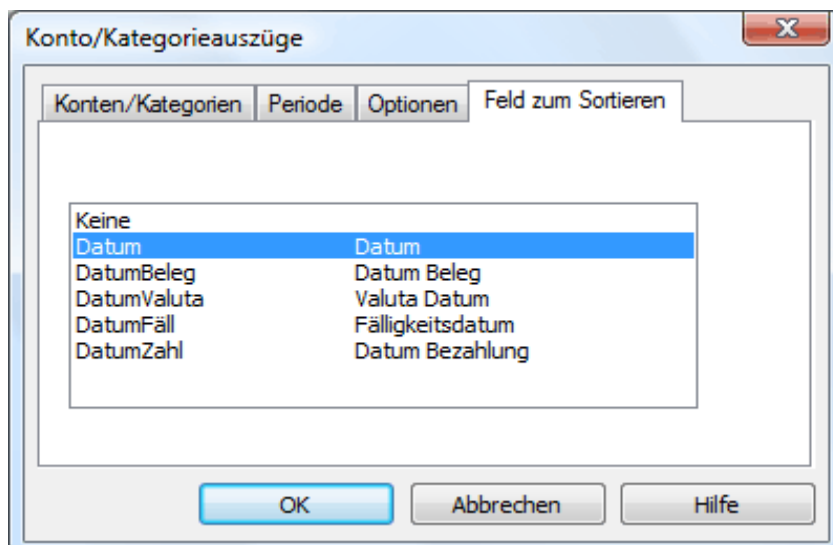 Konto/Kategorieauszüge
Konten/Kategorien Periode Optionen Feld zum Sortieren
Keine
Datum Datum
DatumBeleg Datum Beleg
DatumValuta Valuta Datum
DatumFäll Fälligkeitsdatum
DatumZahl Datum Bezahlung
OK Abbrechen Hilfe